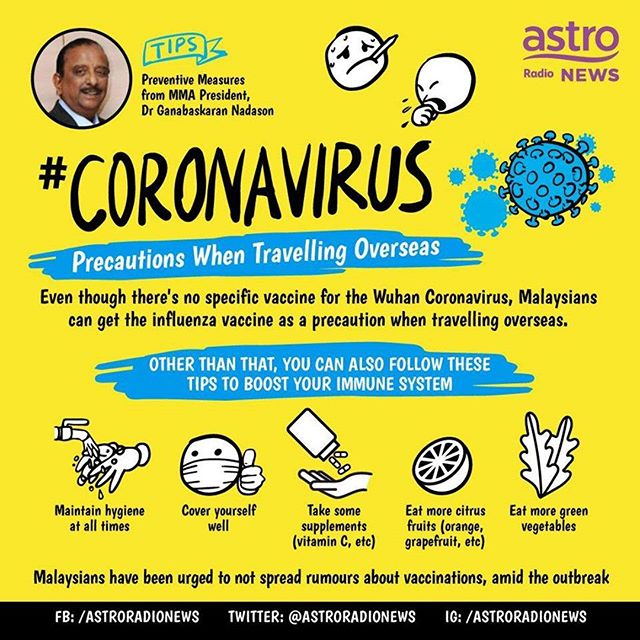 TIPS
Preventive Measures
from MMA President,
Dr Ganabaskaran Nadason
astro
Radio NEWS
#CORONAVIRUS
Precautions When Travelling Overseas
Even though there's no specific vaccine for the Wuhan Coronavirus, Malaysians
can get the influenza vaccine as a precaution when travelling overseas.
OTHER THAN THAT, YOU CAN ALSO FOLLOW THESE
TIPS TO BOOST YOUR IMMUNE SYSTEM
Maintain hygiene
at all times
Cover yourself
well
Take some
supplements
(vitamin C, etc)
Eat more citrus
fruits (orange,
grapefruit, etc)
Eat more green
vegetables
Malaysians have been urged to not spread rumours about vaccinations, amid the outbreak
FB: /ASTRORADIONEWS TWITTER: @ASTRORADIONEWS IG: /ASTRORADIONEWS